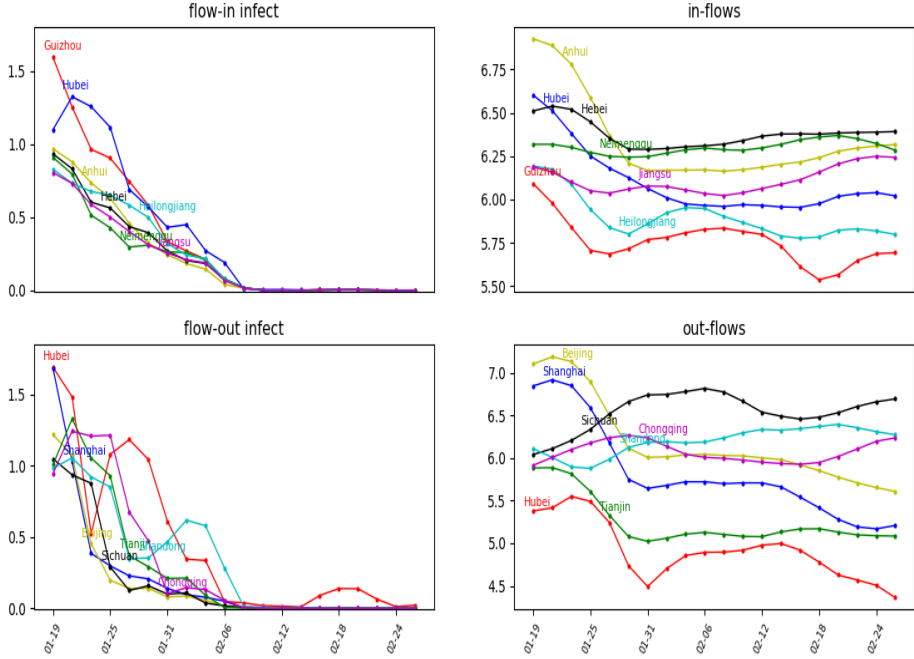 flow-in infect
1.5
1.0
0.5
0.0
Guizhou
Hubei
Anhui
Hebei
Heilongjiang
Neimenggu
Jiangsu
in-flows
6.75
6.50
6.25
6.00
5.75
5.50
Anhui
Hubei
Hebei
Neimenggu
Guizhou
Jiangsu
Heilongjiang
flow-out infect
1.5
1.0
0.5
0.0
Hubei
Shanghai
Beijing
Tianjin
Shandong
Sichuan
Chongqing
01-19
01-25
01-31
02-06
02-12
02-18
02-24
out-flows
7.0
6.5
6.0
5.5
5.0
4.5
Beijing
Shanghai
Sichuan
Chongqing
Shandong
Tianjin
Hubei
01-19
01-25
01-31
02-06
02-12
02-18
02-24